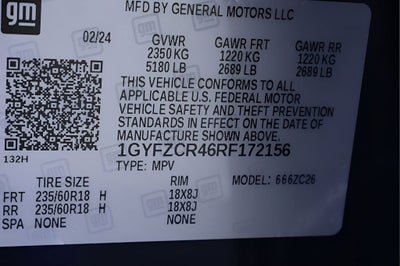 gm
MFD BY GENERAL MOTORS LLC
02/24 GVWR GAWR FRT GAWR RR
2350 KG 1220 KG 1220 KG
5180 LB 2689 LB 2689 LB
THIS VEHICLE CONFORMS TO ALL
APPLICABLE U.S. FEDERAL MOTOR
VEHICLE SAFETY AND THEFT PREVENTION
STANDARDS IN EFFECT ON THE DATE OF
MANUFACTURE SHOWN ABOVE.
132H
1GYFZCR46RF172156
TYPE: MPV
TIRE SIZE RIM MODEL: 666ZC26
FRT 235/60R18 H 18X8J
RR 235/60R18 H 18X8J
SPA NONE NONE